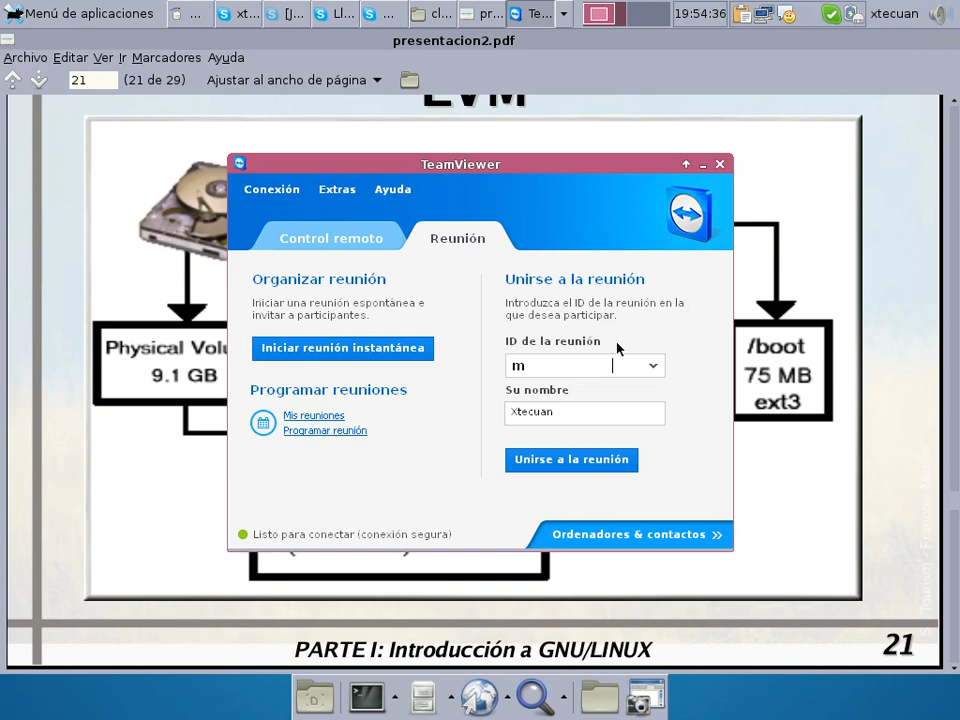 Menú de aplicaciones ... xt... [J... Ll... ... cl... pr... Te... 19:54:36 xtecuan
presentacion2.pdf
Archivo Editar Ver Ir Marcadores Ayuda
21 (21 de 29) Ajustar al ancho de página
LVM
TeamViewer
Conexión Extras Ayuda
Control remoto Reunión
Organizar reunión
Iniciar una reunión espontánea e
invitar a participantes.
Iniciar reunión instantánea
Programar reuniones
Mis reuniones
Programar reunión
Unirse a la reunión
Introduzca el ID de la reunión en la
que desea participar.
ID de la reunión
m
Su nombre
Xtecuan
Unirse a la reunión
Listo para conectar (conexión segura)
Ordenadores & contactos >>
Physical Volu
9.1 GB
/boot
75 MB
ext3
PARTE I: Introducción a GNU/LINUX
21